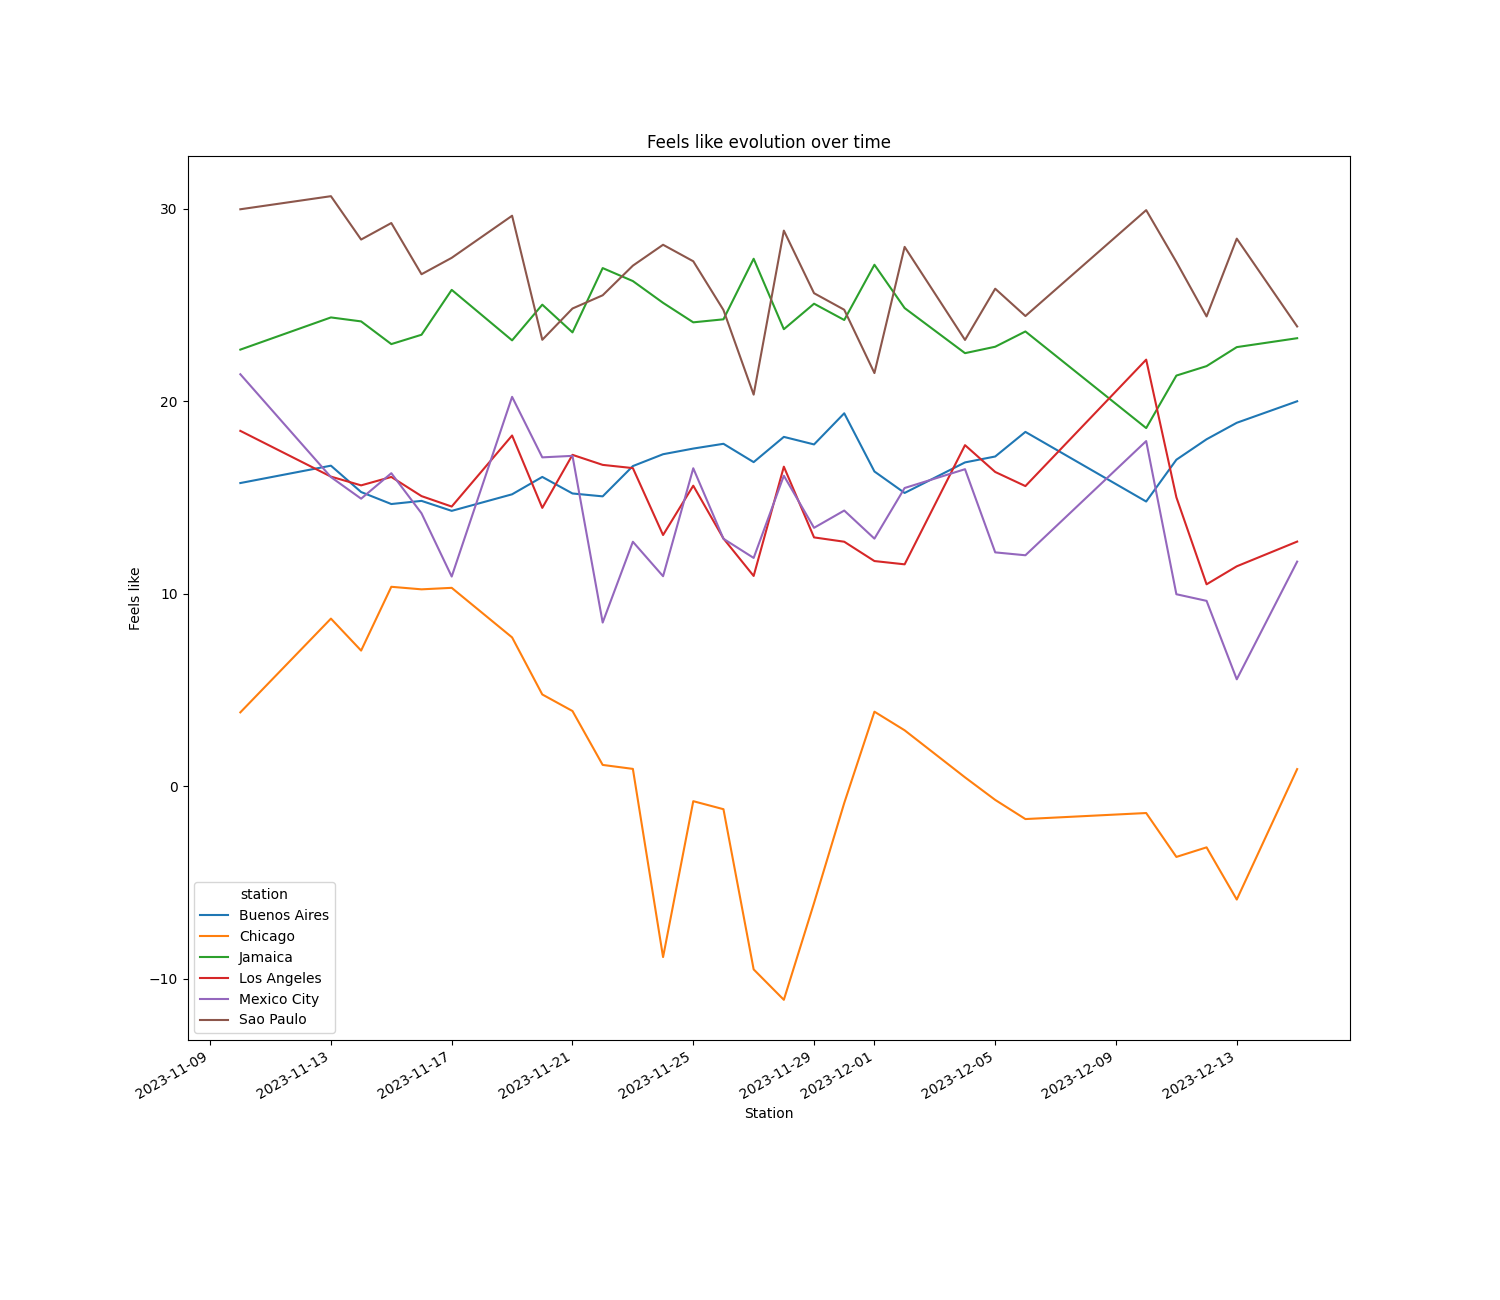 Feels like evolution over time
30
20
10
0
−10
Feels like
station
Buenos Aires
Chicago
Jamaica
Los Angeles
Mexico City
Sao Paulo
2023-11-09
2023-11-13
2023-11-17
2023-11-21
2023-11-25
2023-11-29
2023-12-01
2023-12-05
2023-12-09
2023-12-13
Station